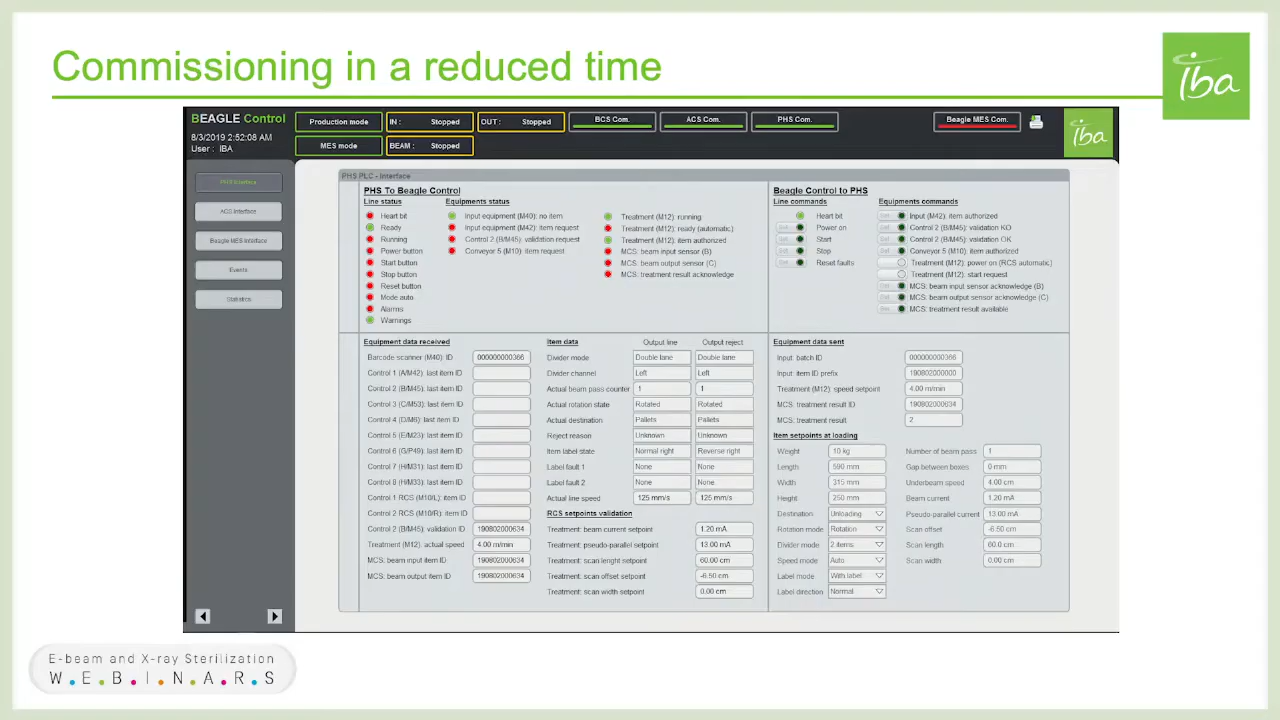 Commissioning in a reduced time
iba
BEAGLE Control
8/3/2019 2:52:08 AM
User : IBA
Production mode
IN : Stopped
OUT : Stopped
BCS Com.
ACS Com.
PHS Com.
Beagle MES Com.
MES mode
BEAM : Stopped
iba
PHS Interface
ACS Interface
Beagle MES Interface
Events
Statistics
PHS PLC - Interface
PHS To Beagle Control
Line status
Heart bit
Ready
Running
Power button
Start button
Stop button
Reset button
Mode auto
Alarms
Warnings
Equipments status
Input equipment (M40): no item
Input equipment (M42): item request
Control 2 (B/M45): validation request
Conveyor 5 (M10): item request
Treatment (M12): running
Treatment (M12): ready (automatic)
Treatment (M12): item authorized
MCS: beam input sensor (B)
MCS: beam output sensor (C)
MCS: treatment result acknowledge
Beagle Control to PHS
Line commands
Heart bit
Power on
Start
Stop
Reset faults
Equipments commands
Input (M42): item authorized
Control 2 (B/M45): validation KO
Control 2 (B/M45): validation OK
Conveyor 5 (M10): item authorized
Treatment (M12): power on (RCS automatic)
Treatment (M12): start request
MCS: beam input sensor acknowledge (B)
MCS: beam output sensor acknowledge (C)
MCS: treatment result available
Equipment data received
Barcode scanner (M40): ID 000000000366
Control 1 (A/M42): last item ID
Control 2 (B/M45): last item ID
Control 3 (C/M53): last item ID
Control 4 (D/M6): last item ID
Control 5 (E/M23): last item ID
Control 6 (G/P49): last item ID
Control 7 (H/M31): last item ID
Control 8 (H/M33): last item ID
Control 1 RCS (M10/L): item ID
Control 2 RCS (M10/R): item ID
Control 2 (B/M45): validation ID 190802000634
Treatment (M12): actual speed 4.00 m/min
MCS: beam input item ID 190802000634
MCS: beam output item ID 190802000634
Item data Output line Output reject
Divider mode Double lane Double lane
Divider channel Left Left
Actual beam pass counter 1 1
Actual rotation state Rotated Rotated
Actual destination Pallets Pallets
Reject reason Unknown Unknown
Item label state Normal right Reverse right
Label fault 1 None None
Label fault 2 None None
Actual line speed 125 mm/s 125 mm/s
RCS setpoints validation
Treatment: beam current setpoint 1.20 mA
Treatment: pseudo-parallel setpoint 13.00 mA
Treatment: scan lenght setpoint 60.00 cm
Treatment: scan offset setpoint -6.50 cm
Treatment: scan width setpoint 0.00 cm
Equipment data sent
Input: batch ID 000000000366
Input: item ID prefix 190802000000
Treatment (M12): speed setpoint 4.00 m/min
MCS: treatment result ID 190802000634
MCS: treatment result 2
Item setpoints at loading
Weight 10 kg
Length 590 mm
Width 315 mm
Height 250 mm
Destination Unloading
Rotation mode Rotation
Divider mode 2 items
Speed mode Auto
Label mode With label
Label direction Normal
Number of beam pass 1
Gap between boxes 0 mm
Underbeam speed 4.00 cm
Beam current 1.20 mA
Pseudo-parallel current 13.00 mA
Scan offset -6.50 cm
Scan length 60.0 cm
Scan width 0.00 cm
E-beam and X-ray Sterilization
W.E.B.I.N.A.R.S